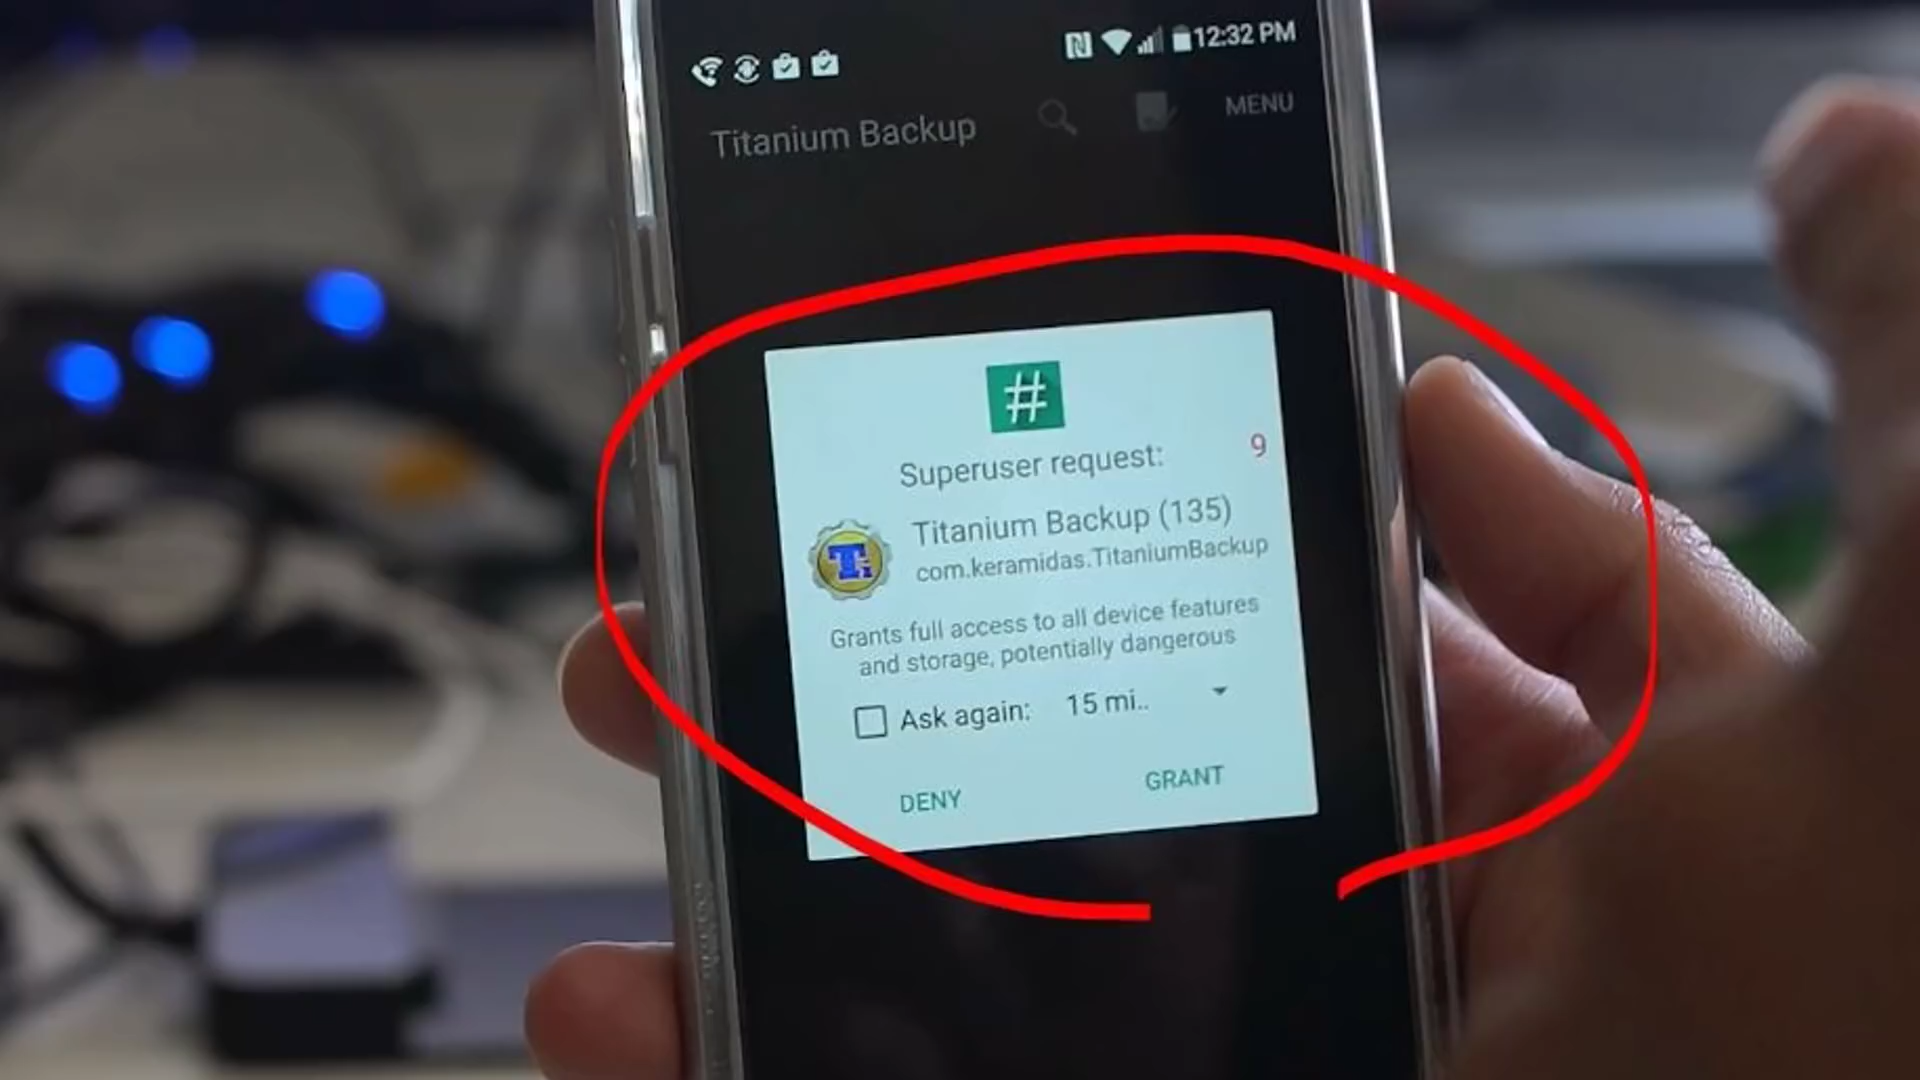 12:32 PM
Titanium Backup
MENU
#
Superuser request:
9
Titanium Backup (135)
com.keramidas.TitaniumBackup
Grants full access to all device features
and storage, potentially dangerous
Ask again: 15 mi..
DENY
GRANT